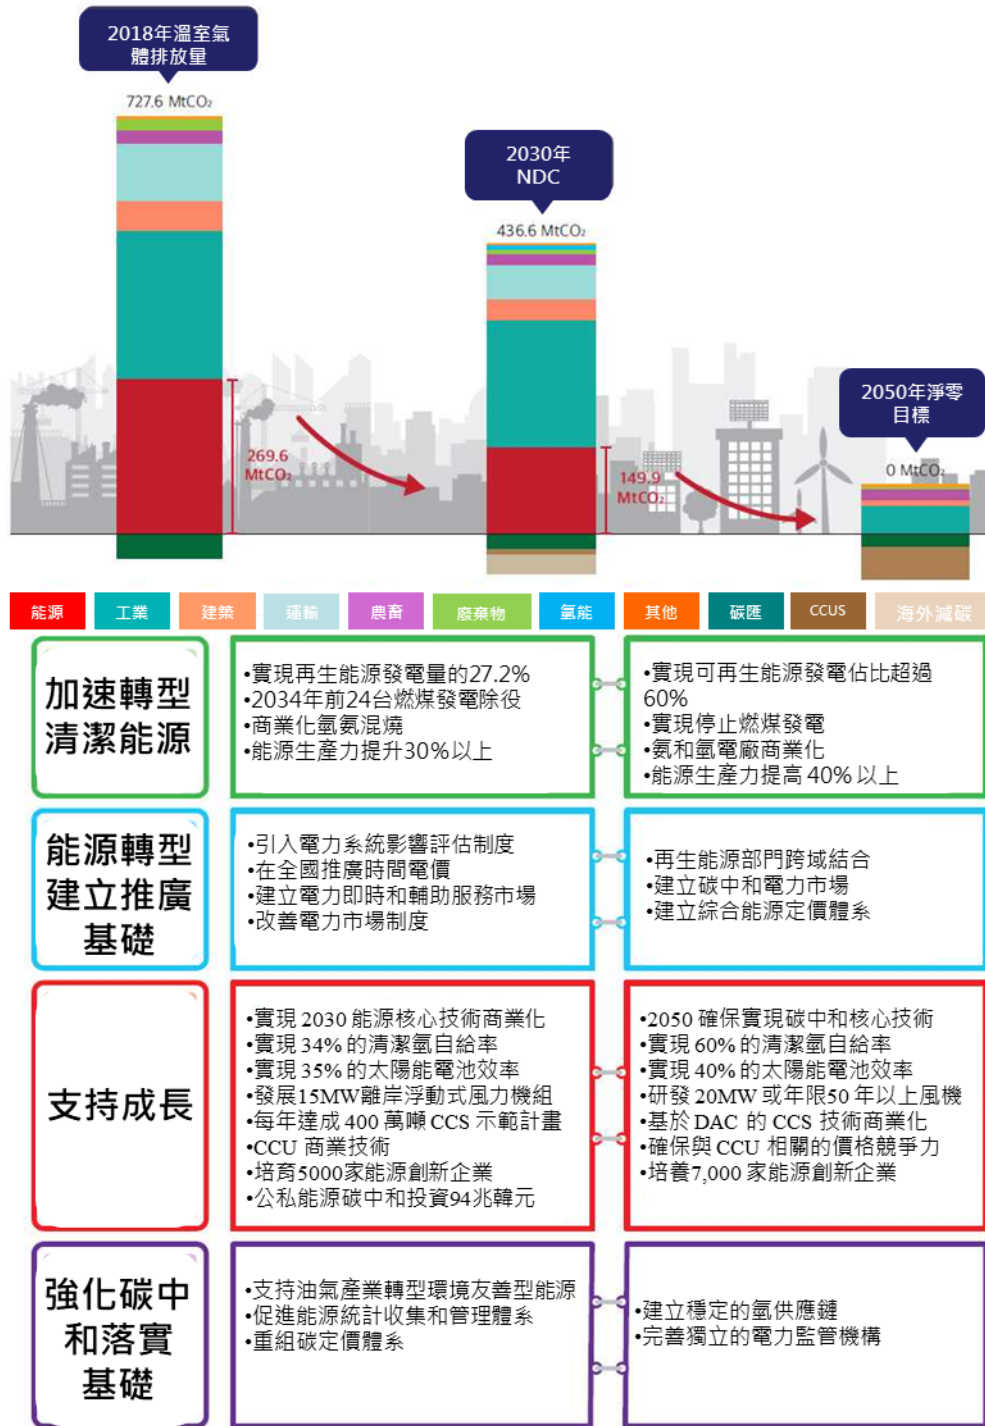 2018年溫室氣
體排放量
727.6 MtCO₂
2030年
NDC
436.6 MtCO₂
2050年淨零
目標
0 MtCO₂
269.6
MtCO₂
149.9
MtCO₂
能源
工業
建築
運輸
農畜
廢棄物
氫能
其他
碳匯
CCUS
海外減碳
加速轉型
清潔能源
•實現再生能源發電量的27.2%
•2034年前24台燃煤發電除役
•商業化氫氨混燒
•能源生產力提升30%以上
•實現可再生能源發電佔比超過
60%
•實現停止燃煤發電
•氨和氫電廠商業化
•能源生產力提高 40% 以上
能源轉型
建立推廣
基礎
•引入電力系統影響評估制度
•在全國推廣時間電價
•建立電力即時和輔助服務市場
•改善電力市場制度
•再生能源部門跨域結合
•建立碳中和電力市場
•建立綜合能源定價體系
支持成長
•實現 2030 能源核心技術商業化
•實現 34% 的清潔氫自給率
•實現 35% 的太陽能電池效率
•發展15MW離岸浮動式風力機組
•每年達成 400 萬噸 CCS 示範計畫
•CCU 商業技術
•培育5000家能源創新企業
•公私能源碳中和投資94兆韓元
•2050 確保實現碳中和核心技術
•實現 60% 的清潔氫自給率
•實現 40% 的太陽能電池效率
•研發 20MW 或年限50 年以上風機
•基於 DAC 的 CCS 技術商業化
•確保與 CCU 相關的價格競爭力
•培養7,000 家能源創新企業
強化碳中
和落實
基礎
•支持油氣產業轉型環境友善型能源
•促進能源統計收集和管理體系
•重組碳定價體系
•建立穩定的氫供應鏈
•完善獨立的電力監管機構